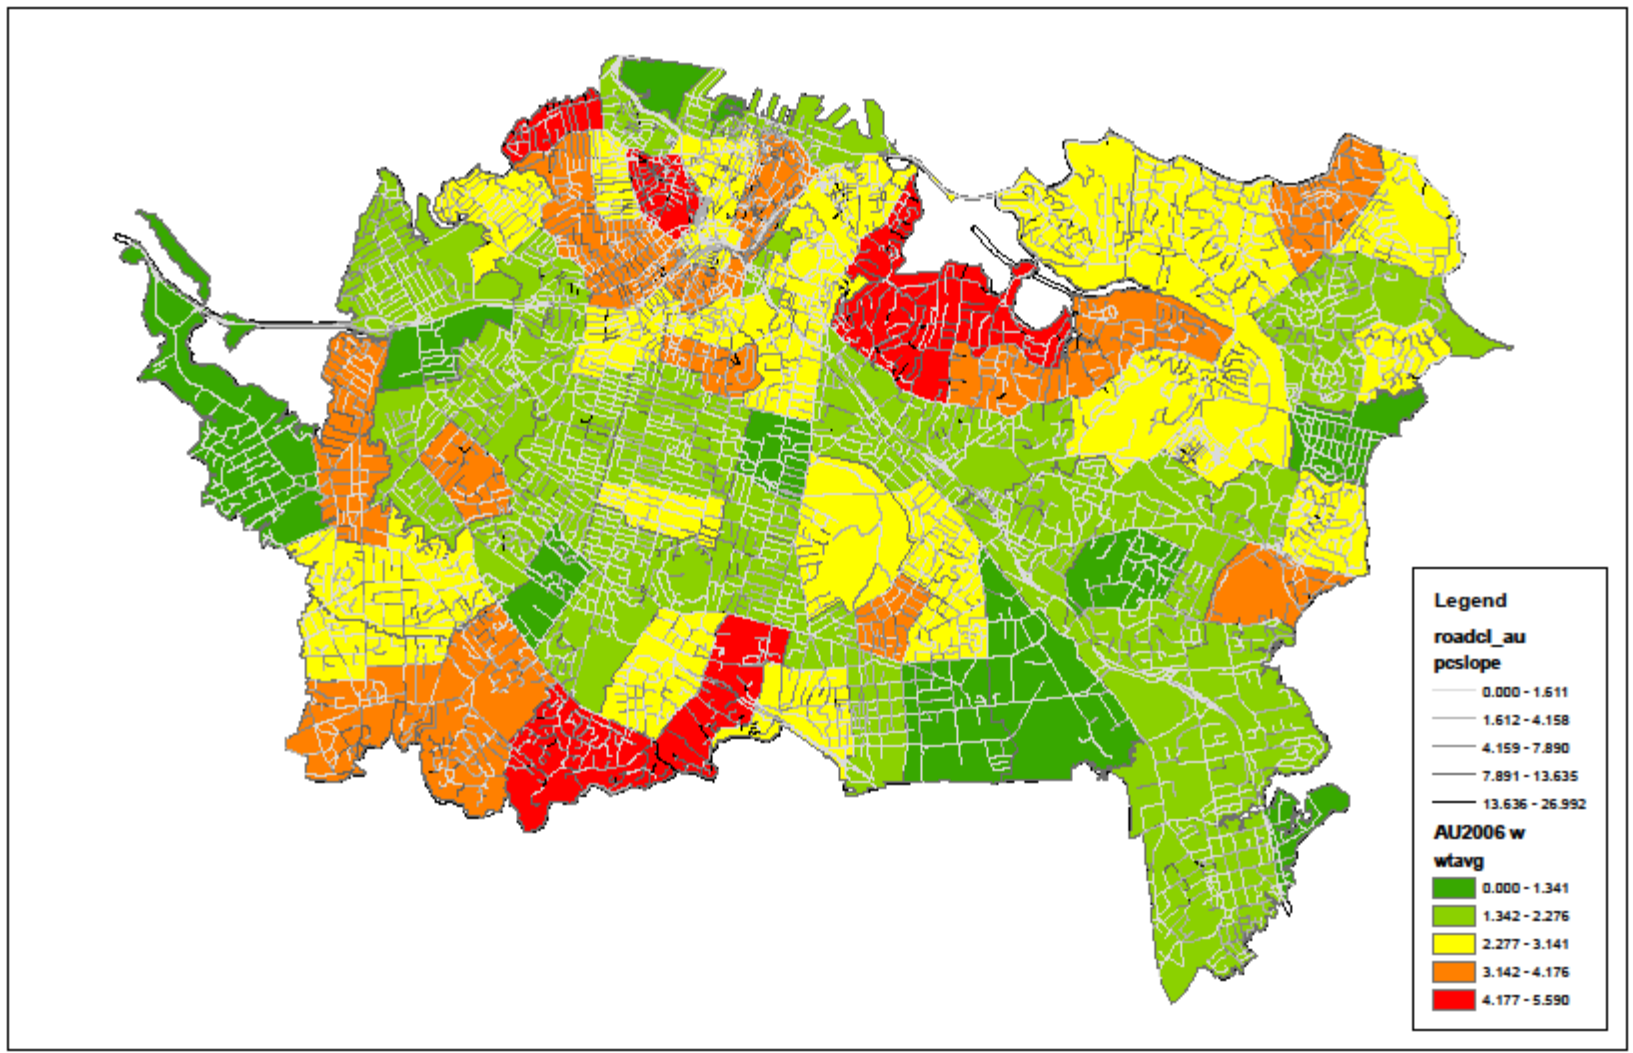 Legend
roadcl_au
pcslope
0.000 - 1.611
1.612 - 4.158
4.159 - 7.890
7.891 - 13.635
13.636 - 26.992
AU2006 w
wtavg
0.000 - 1.341
1.342 - 2.276
2.277 - 3.141
3.142 - 4.176
4.177 - 5.590